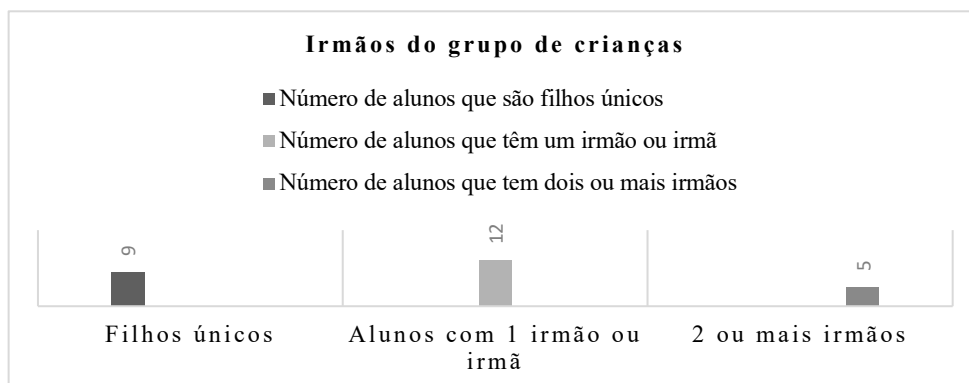 Irmãos do grupo de crianças
Número de alunos que são filhos únicos
Número de alunos que têm um irmão ou irmã
Número de alunos que tem dois ou mais irmãos
9
12
5
Filhos únicos
Alunos com 1 irmão ou
irmã
2 ou mais irmãos